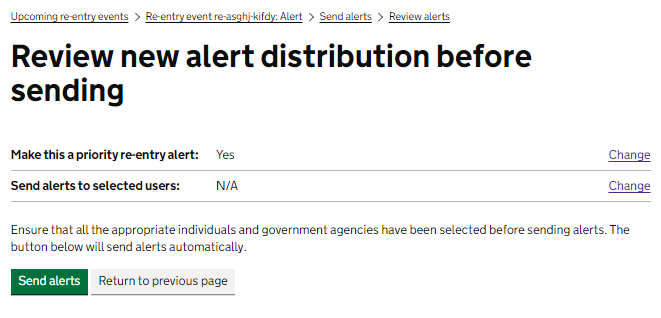 Upcoming re-entry events > Re-entry event re-asghj-kifdy: Alert > Send alerts > Review alerts
Review new alert distribution before
sending
Make this a priority re-entry alert: Yes Change
Send alerts to selected users: N/A Change
Ensure that all the appropriate individuals and government agencies have been selected before sending alerts. The
button below will send alerts automatically.
Send alerts Return to previous page